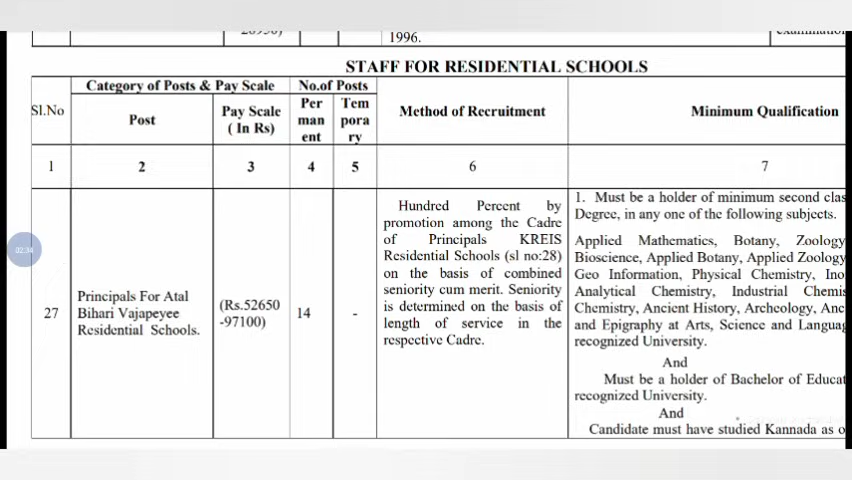 1996.
STAFF FOR RESIDENTIAL SCHOOLS
Sl.No
Category of Posts & Pay Scale
No.of Posts
Post
Pay Scale
( In Rs)
Per
man
ent
Tem
pora
ry
Method of Recruitment
Minimum Qualification
1
2
3
4
5
6
7
27
Principals For Atal
Bihari Vajapeyee
Residential Schools.
(Rs.52650
-97100)
14
-
Hundred Percent by
promotion among the Cadre
of Principals KREIS
Residential Schools (sl no:28)
on the basis of combined
seniority cum merit. Seniority
is determined on the basis of
length of service in the
respective Cadre.
1. Must be a holder of minimum second clas
Degree, in any one of the following subjects.
Applied Mathematics, Botany, Zoology
Bioscience, Applied Botany, Applied Zoology
Geo Information, Physical Chemistry, Ino
Analytical Chemistry, Industrial Chemis
Chemistry, Ancient History, Archeology, Anc
and Epigraphy at Arts, Science and Languag
recognized University.
And
Must be a holder of Bachelor of Educat
recognized University.
And
Candidate must have studied Kannada as o
02:34